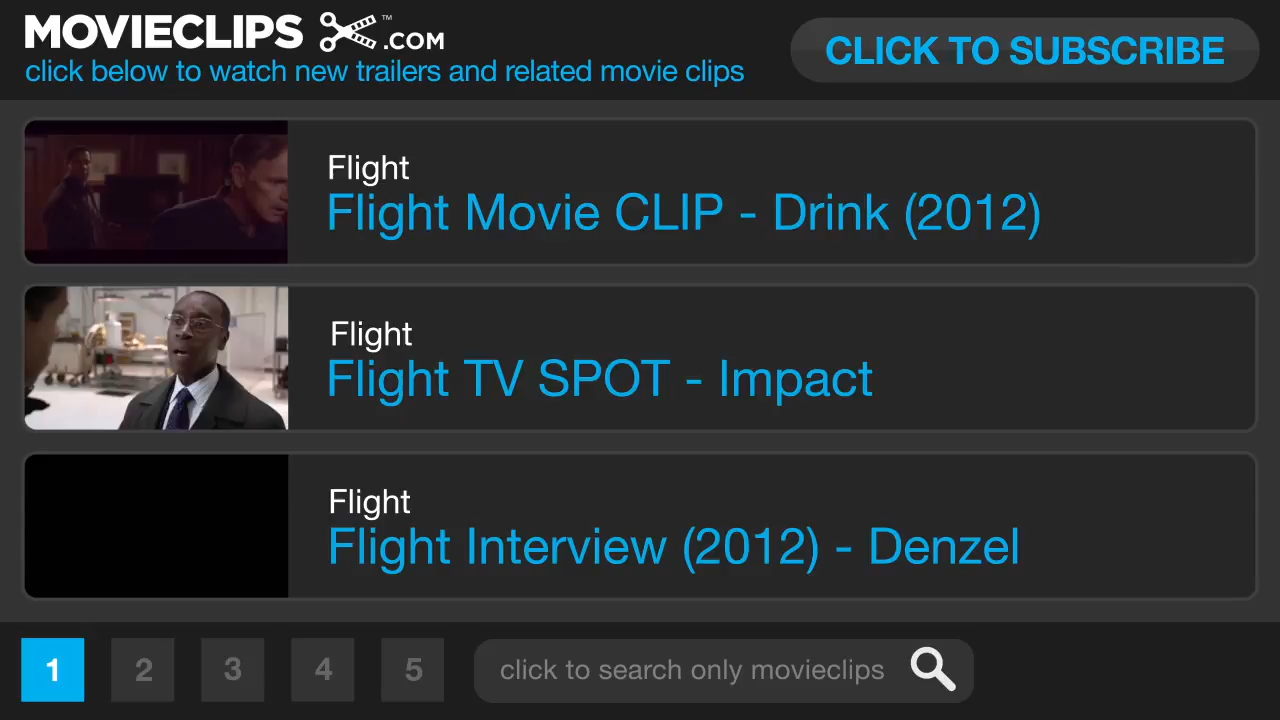 MOVIECLIPS ™ .COM
click below to watch new trailers and related movie clips
CLICK TO SUBSCRIBE
Flight
Flight Movie CLIP - Drink (2012)
Flight
Flight TV SPOT - Impact
Flight
Flight Interview (2012) - Denzel
1 2 3 4 5 click to search only movieclips